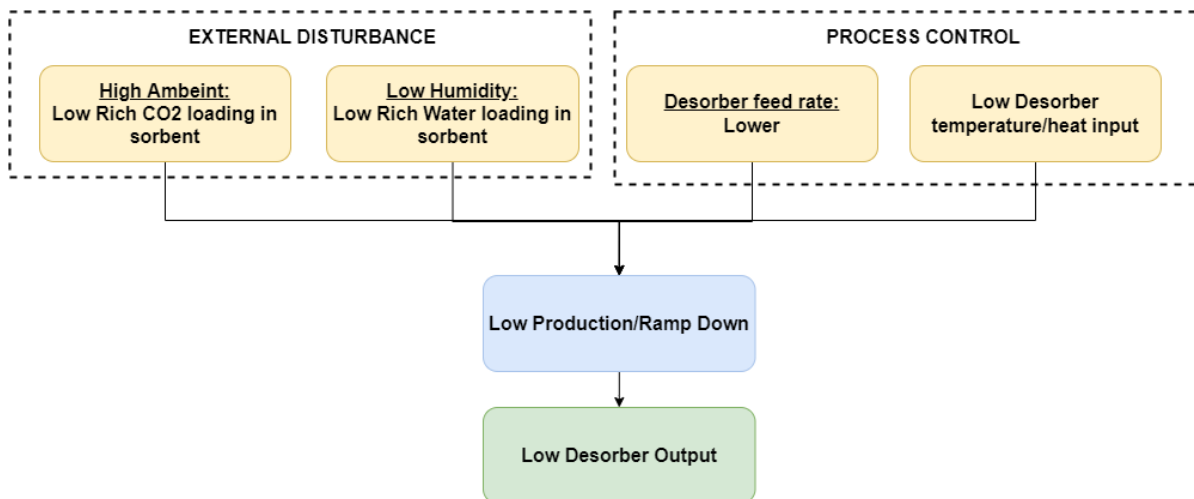 EXTERNAL DISTURBANCE
PROCESS CONTROL
High Ambeint:
Low Rich CO2 loading in
sorbent
Low Humidity:
Low Rich Water loading in
sorbent
Desorber feed rate:
Lower
Low Desorber
temperature/heat input
Low Production/Ramp Down
Low Desorber Output